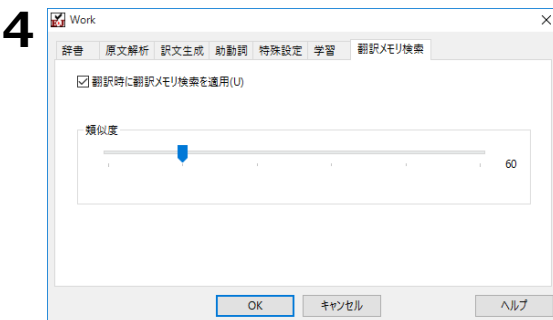 4
Work
辞書 原文解析 訳文生成 助動詞 特殊設定 学習 翻訳メモリ検索
翻訳時に翻訳メモリ検索を適用(U)
類似度
60
OK キャンセル ヘルプ